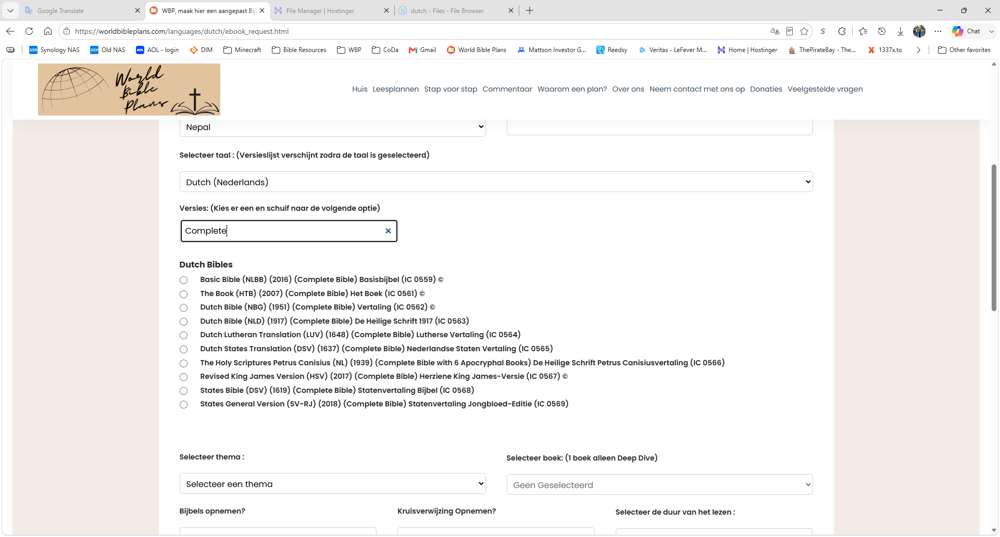 Google Translate
WBP, maak hier een aangepast Bij
File Manager | Hostinger
dutch - Files - File Browser
https://worldbibleplans.com/languages/dutch/ebook_request.html
Chat
DSM Synology NAS
DSM Old NAS
AOL AOL - login
DIM
Minecraft
Bible Resources
WBP
CoDa
Gmail
World Bible Plans
Mattson Investor G...
Reedsy
Veritas - LeFever M...
Home | Hostinger
ThePirateBay - The...
1337x.to
Other favorites
World
Bible
Plans
Huis Leesplannen Stap voor stap Commentaar Waarom een plan? Over ons Neem contact met ons op Donaties Veelgestelde vragen
Nepal
Selecteer taal : (Versieslijst verschijnt zodra de taal is geselecteerd)
Dutch (Nederlands)
Versies: (Kies er een en schuif naar de volgende optie)
Complete
Dutch Bibles
Basic Bible (NLBB) (2016) (Complete Bible) Basisbijbel (IC 0559) ©
The Book (HTB) (2007) (Complete Bible) Het Boek (IC 0561) ©
Dutch Bible (NBG) (1951) (Complete Bible) Vertaling (IC 0562) ©
Dutch Bible (NLD) (1917) (Complete Bible) De Heilige Schrift 1917 (IC 0563)
Dutch Lutheran Translation (LUV) (1648) (Complete Bible) Lutherse Vertaling (IC 0564)
Dutch States Translation (DSV) (1637) (Complete Bible) Nederlandse Staten Vertaling (IC 0565)
The Holy Scriptures Petrus Canisius (NL) (1939) (Complete Bible with 6 Apocryphal Books) De Heilige Schrift Petrus Canisiusvertaling (IC 0566)
Revised King James Version (HSV) (2017) (Complete Bible) Herziene King James-Versie (IC 0567) ©
States Bible (DSV) (1619) (Complete Bible) Statenvertaling Bijbel (IC 0568)
States General Version (SV-RJ) (2018) (Complete Bible) Statenvertaling Jongbloed-Editie (IC 0569)
Selecteer thema :
Selecteer boek: (1 boek alleen Deep Dive)
Selecteer een thema
Geen Geselecteerd
Bijbels opnemen?
Kruisverwijzing Opnemen?
Selecteer de duur van het lezen :